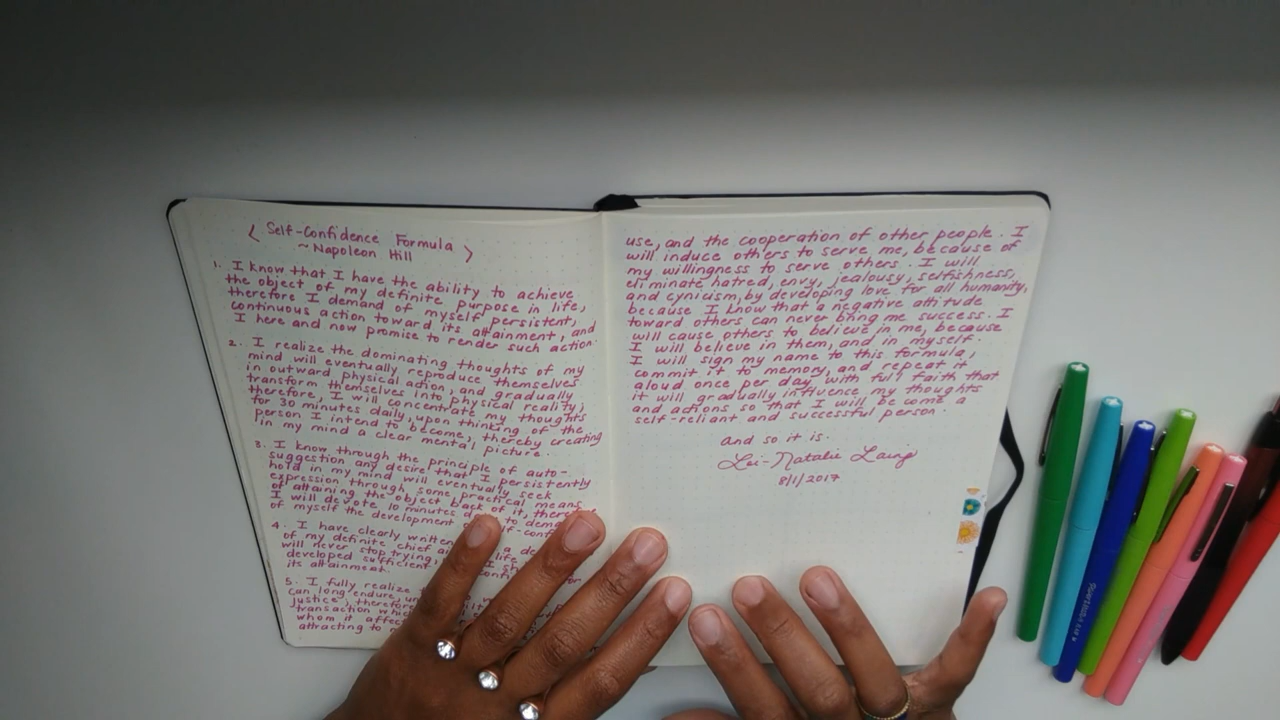 Self-Confidence Formula
~ Napoleon Hill
1. I know that I have the ability to achieve
the object of my definite purpose in life,
therefore I demand of myself persistent,
continuous action toward its attainment, and
I here and now promise to render such action.
2. I realize the dominating thoughts of my
mind will eventually reproduce themselves
in outward physical action, and gradually
transform themselves into physical reality,
therefore, I will concentrate my thoughts
for 30 minutes daily, upon thinking of the
person I intend to become, thereby creating
in my mind a clear mental picture.
3. I know through the principle of auto-
suggestion any desire that I persistently
hold in my mind will eventually seek
expression through some practical means
of attaining the object back of it, there
I will devote 10 minutes to
of myself the development
4. I have clearly written a
of my definite chief life
will never stop trying,
developed sufficient
its attainment.
5. I fully realize
can long endure,
justice, therefore
transaction which
whom it affect
attracting to
use, and the cooperation of other people. I
will induce others to serve me, because of
my willingness to serve others. I will
eliminate hatred, envy, jealousy, selfishness,
and cynicism, by developing love for all humanity,
because I know that a negative attitude
toward others can never bring me success. I
will cause others to believe in me, because
I will believe in them, and in myself.
I will sign my name to this formula,
commit it to memory, and repeat it
aloud once per day, with full faith that
it will gradually influence my thoughts
and actions so that I will become a
self-reliant and successful person.
and so it is.
Lei-Natalie Laing
8/1/2017